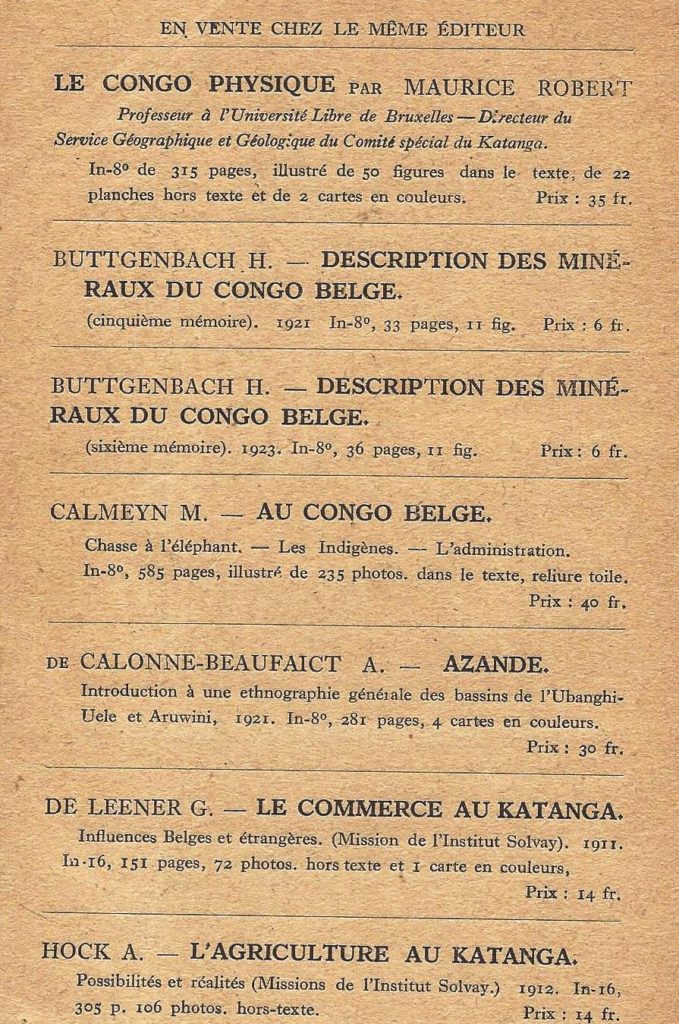 EN VENTE CHEZ LE MÊME ÉDITEUR
LE CONGO PHYSIQUE PAR MAURICE ROBERT
Professeur à l'Université Libre de Bruxelles — Directeur du
Service Géographique et Géologique du Comité spécial du Katanga.
In-8º de 315 pages, illustré de 50 figures dans le texte, de 22
planches hors texte et de 2 cartes en couleurs. Prix : 35 fr.
BUTTGENBACH H. — DESCRIPTION DES MINÉ-
RAUX DU CONGO BELGE.
(cinquième mémoire). 1921 In-8º, 33 pages, 11 fig. Prix : 6 fr.
BUTTGENBACH H. — DESCRIPTION DES MINÉ-
RAUX DU CONGO BELGE.
(sixième mémoire). 1923. In-8º, 36 pages, 11 fig. Prix : 6 fr.
CALMEYN M. — AU CONGO BELGE.
Chasse à l'éléphant. — Les Indigènes. — L'administration.
In-8º, 585 pages, illustré de 235 photos. dans le texte, reliure toile.
Prix : 40 fr.
DE CALONNE-BEAUFAICT A. — AZANDE.
Introduction à une ethnographie générale des bassins de l'Ubanghi-
Uele et Aruwini, 1921. In-8º, 281 pages, 4 cartes en couleurs.
Prix : 30 fr.
DE LEENER G. — LE COMMERCE AU KATANGA.
Influences Belges et étrangères. (Mission de l'Institut Solvay). 1911.
In-16, 151 pages, 72 photos. hors texte et 1 carte en couleurs,
Prix : 14 fr.
HOCK A. — L'AGRICULTURE AU KATANGA.
Possibilités et réalités (Missions de l'Institut Solvay.) 1912. In-16,
305 p. 106 photos. hors-texte. Prix : 14 fr.